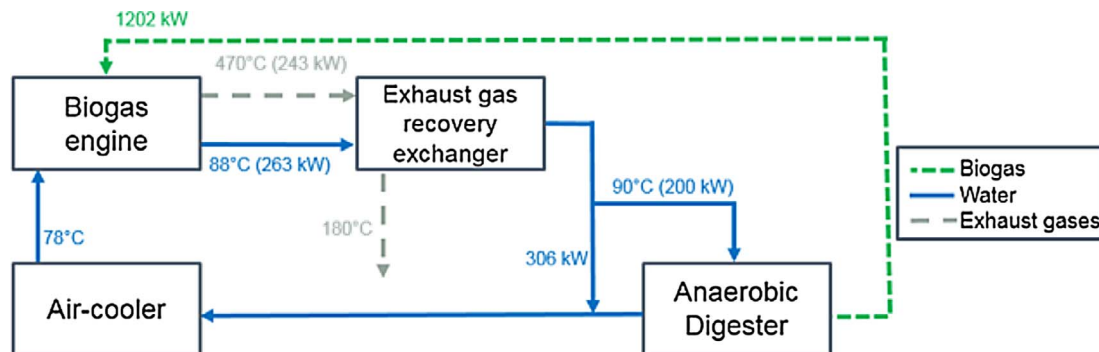 1202 kW
470°C (243 kW)
Biogas
engine
Exhaust gas
recovery
exchanger
88°C (263 kW)
Biogas
Water
Exhaust gases
90°C (200 kW)
180°C
78°C
306 kW
Air-cooler
Anaerobic
Digester